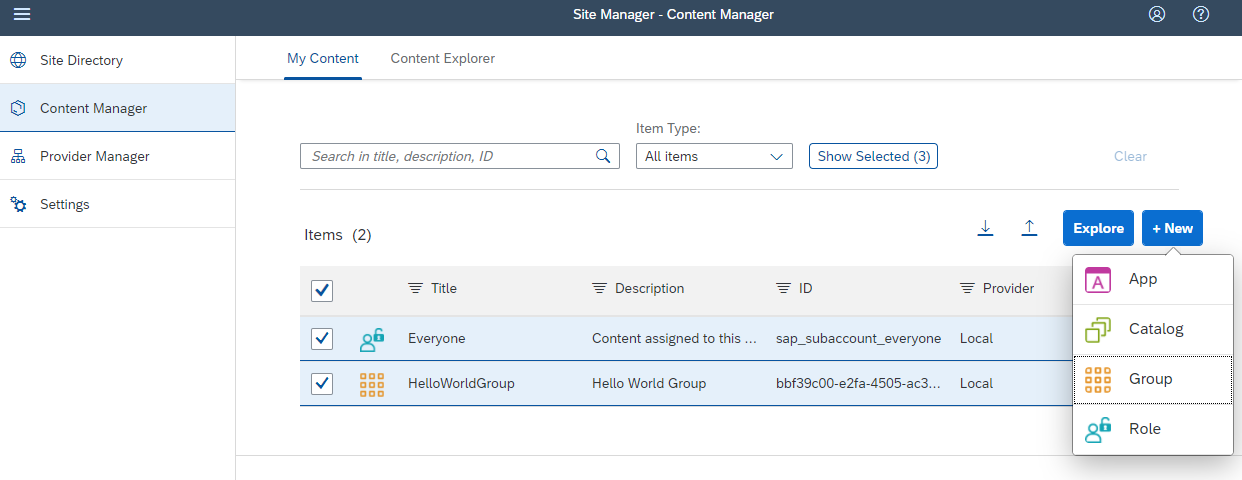 Site Manager - Content Manager
Site Directory
Content Manager
Provider Manager
Settings
My Content
Content Explorer
Item Type:
Search in title, description, ID
All items
Show Selected (3)
Clear
Items (2)
Explore
+ New
Title
Description
ID
Provider
Everyone
Content assigned to this ...
sap_subaccount_everyone
Local
HelloWorldGroup
Hello World Group
bbf39c00-e2fa-4505-ac3...
Local
A
App
Catalog
Group
Role